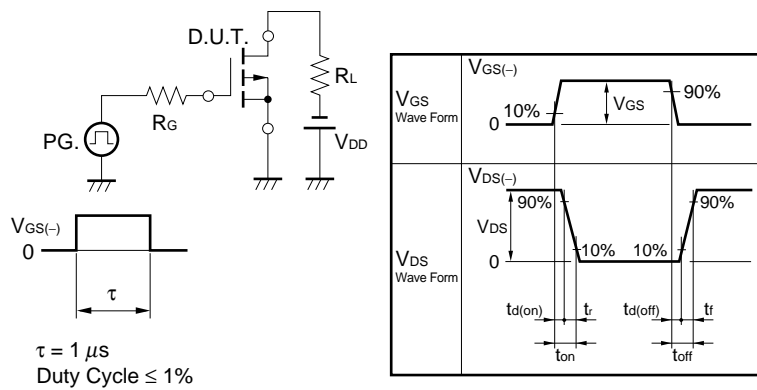 D.U.T.
RG
RL
PG.
VDD
VGS(−)
0
τ
τ = 1 μs
Duty Cycle ≤ 1%
VGS
Wave Form
VGS(−)
10%
0
VGS
90%
VDS
Wave Form
VDS(−)
90%
90%
VDS
10%
10%
0
td(on)
tr
td(off)
tf
ton
toff